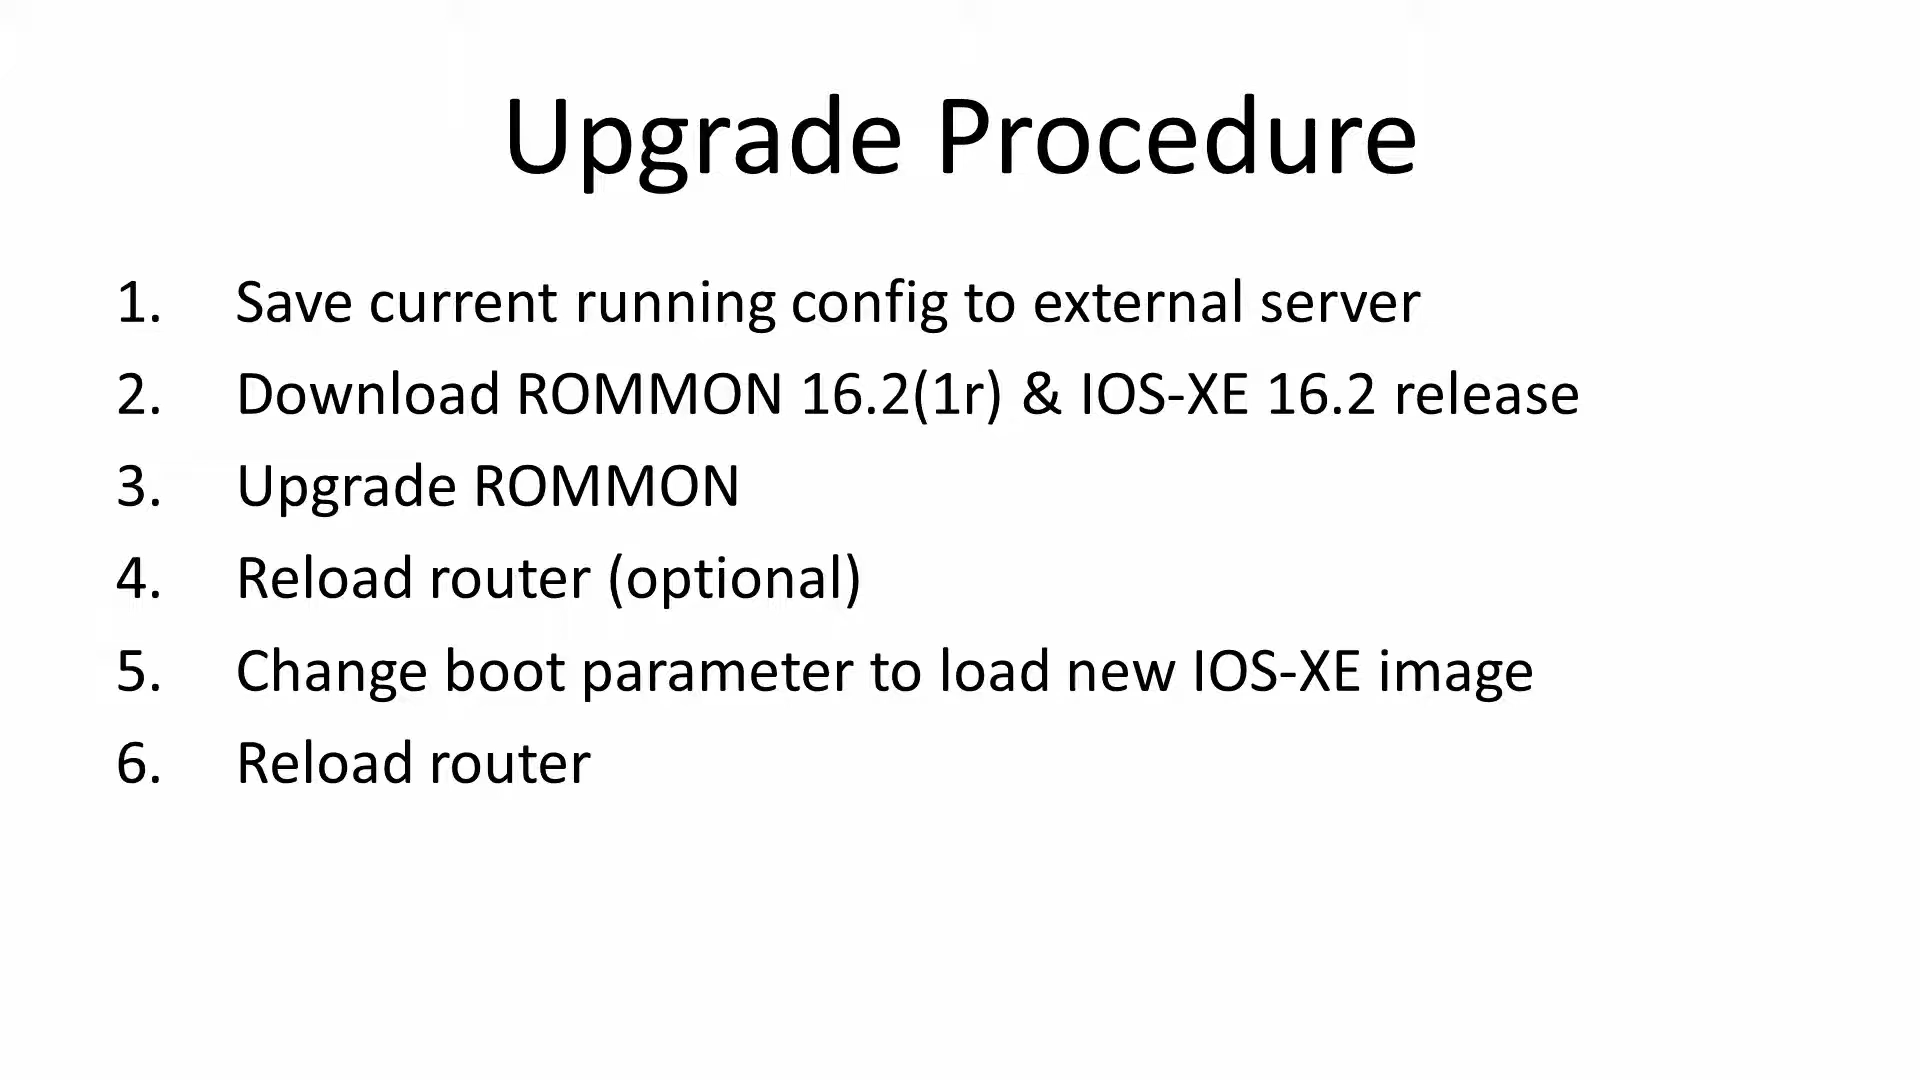 Upgrade Procedure
1. Save current running config to external server
2. Download ROMMON 16.2(1r) & IOS-XE 16.2 release
3. Upgrade ROMMON
4. Reload router (optional)
5. Change boot parameter to load new IOS-XE image
6. Reload router